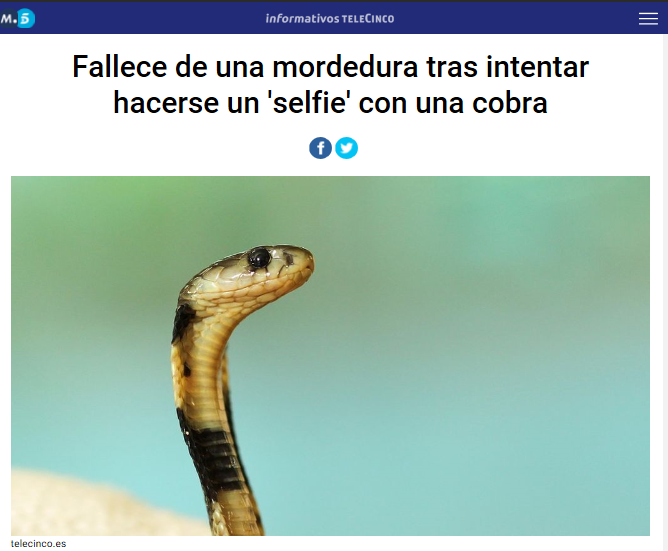 M.5
informativos TELECINCO
Fallece de una mordedura tras intentar
hacerse un 'selfie' con una cobra
telecinco.es